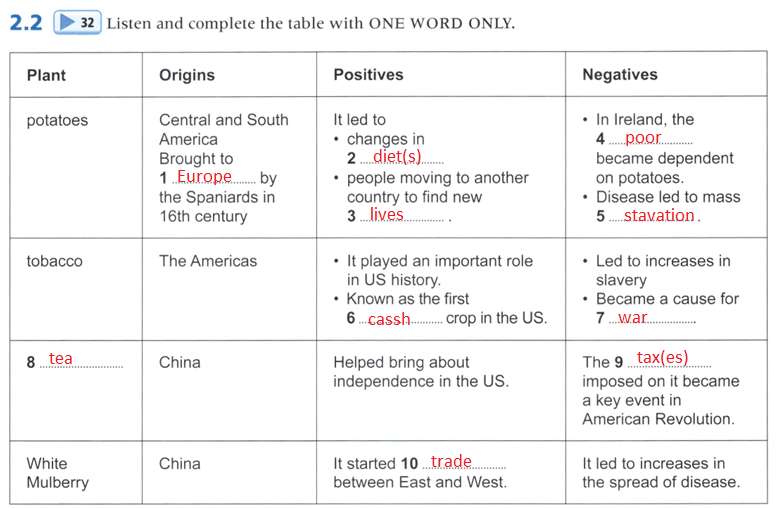 2.2 32 Listen and complete the table with ONE WORD ONLY.
Plant Origins Positives Negatives
potatoes
Central and South
America
Brought to
1 Europe by
the Spaniards in
16th century
It led to
• changes in
2 diet(s)
• people moving to another
country to find new
3 lives .
• In Ireland, the
4 poor
became dependent
on potatoes.
• Disease led to mass
5 stavation .
tobacco
The Americas
• It played an important role
in US history.
• Known as the first
6 cassh crop in the US.
• Led to increases in
slavery
• Became a cause for
7 war .
8 tea
China
Helped bring about
independence in the US.
The 9 tax(es)
imposed on it became
a key event in
American Revolution.
White
Mulberry
China
It started 10 trade
between East and West.
It led to increases in
the spread of disease.